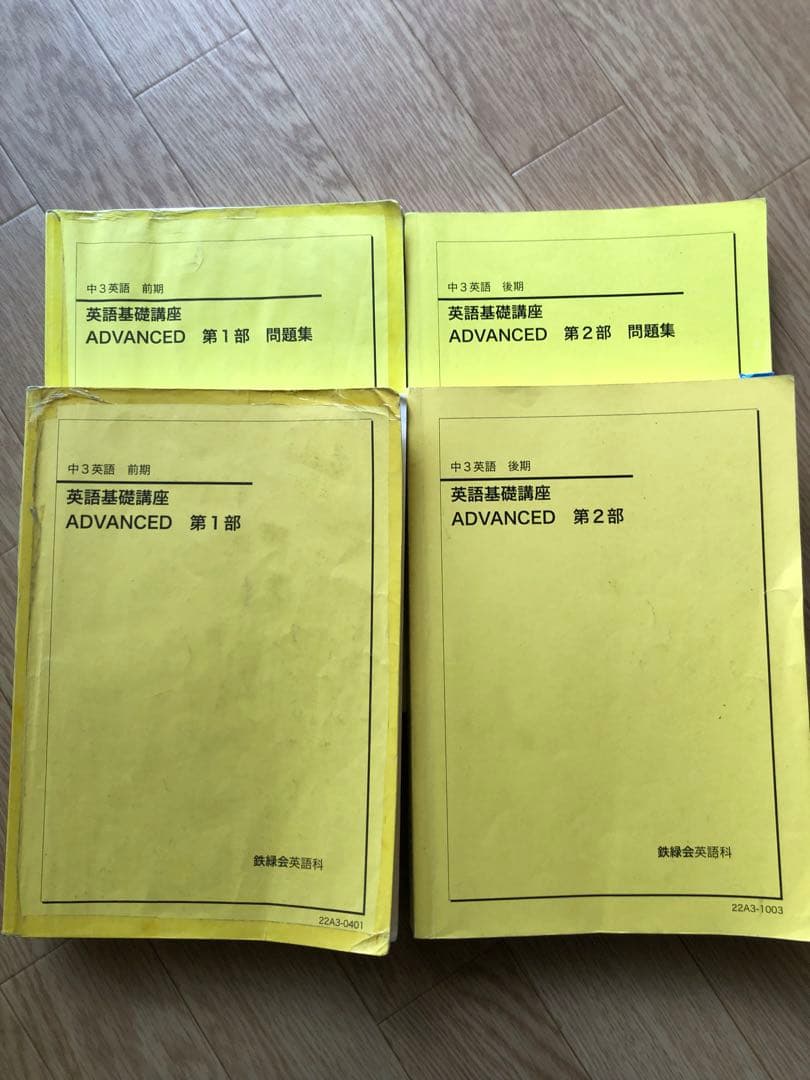 中3英語 前期
英語基礎講座
ADVANCED 第1部 問題集
中3英語 後期
英語基礎講座
ADVANCED 第2部 問題集
中3英語 前期
英語基礎講座
ADVANCED 第1部
鉄緑会英語科
22A3-0401
中3英語 後期
英語基礎講座
ADVANCED 第2部
鉄緑会英語科
22A3-1003